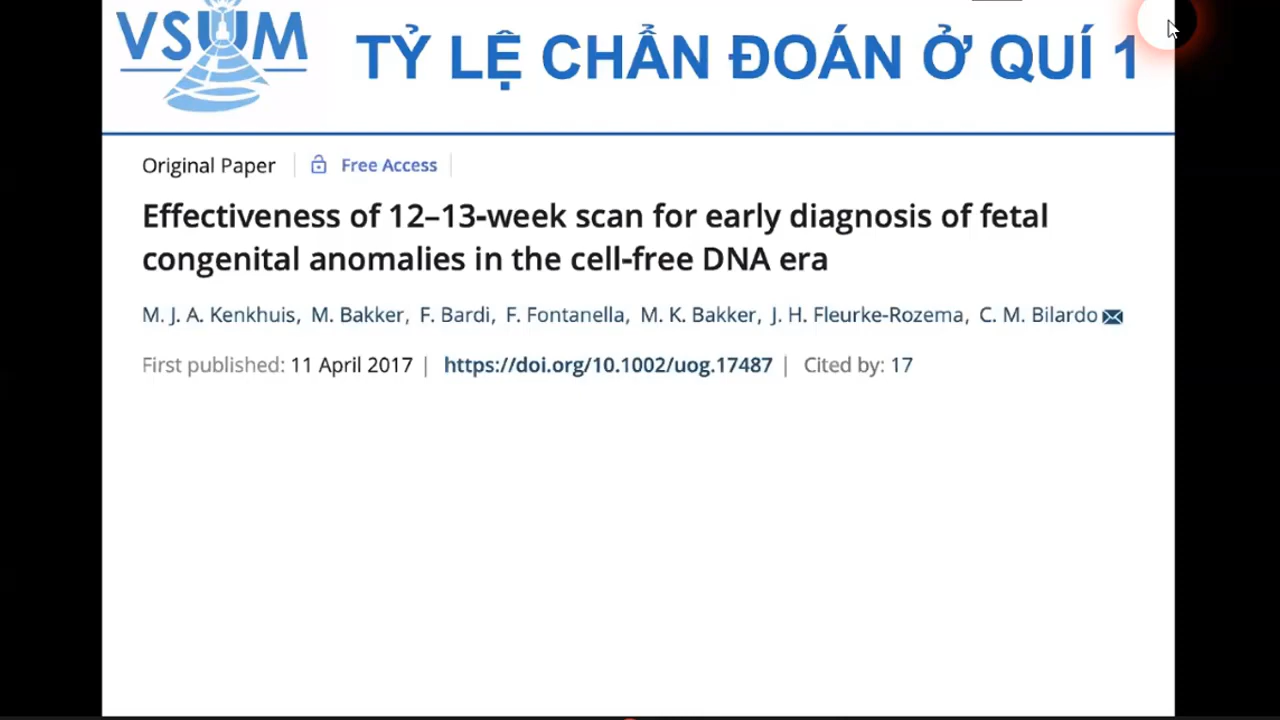 VSUM
TỶ LỆ CHẨN ĐOÁN Ở QUÍ 1
Original Paper | Free Access |
Effectiveness of 12–13-week scan for early diagnosis of fetal
congenital anomalies in the cell-free DNA era
M. J. A. Kenkhuis, M. Bakker, F. Bardi, F. Fontanella, M. K. Bakker, J. H. Fleurke-Rozema, C. M. Bilardo
First published: 11 April 2017 | https://doi.org/10.1002/uog.17487 | Cited by: 17